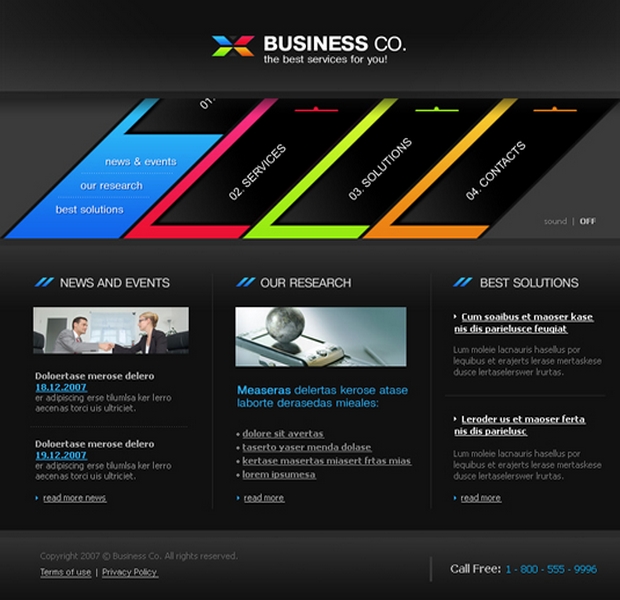 BUSINESS CO.
the best services for you!
01.
news & events
our research
best solutions
02. SERVICES
03. SOLUTIONS
04. CONTACTS
sound | OFF
NEWS AND EVENTS
Doloertase merose delero
18.12.2007
er adipiscing erse tilumlsa ker lerro
aecenas torci uis ultriciet.
Doloertase merose delero
19.12.2007
er adipiscing erse tilumlsa ker lerro
aecenas torci uis ultriciet.
read more news
OUR RESEARCH
Measeras delertas kerose atase
laborte derasedas mieales:
dolore sit avertas
taserto yaser menda dolase
kertase masertas miasert frtas mias
lorem ipsumesa
read more
BEST SOLUTIONS
Cum soaibus et maoser kase
nis dis parielusce feugiat
Lum moleie lacnauris hasellus por
lequibus et erajerts lerase mertaskese
dusce lertaselerswer lrurtas.
Leroder us et maoser ferta
nis dis parielusc
Lum moleie lacnauris hasellus por
lequibus et erajerts lerase mertaskese
dusce lertaselerswer lrurtas.
read more
Copyright 2007 © Business Co. All rights reserved.
Terms of use | Privacy Policy
Call Free: 1 - 800 - 555 - 9996